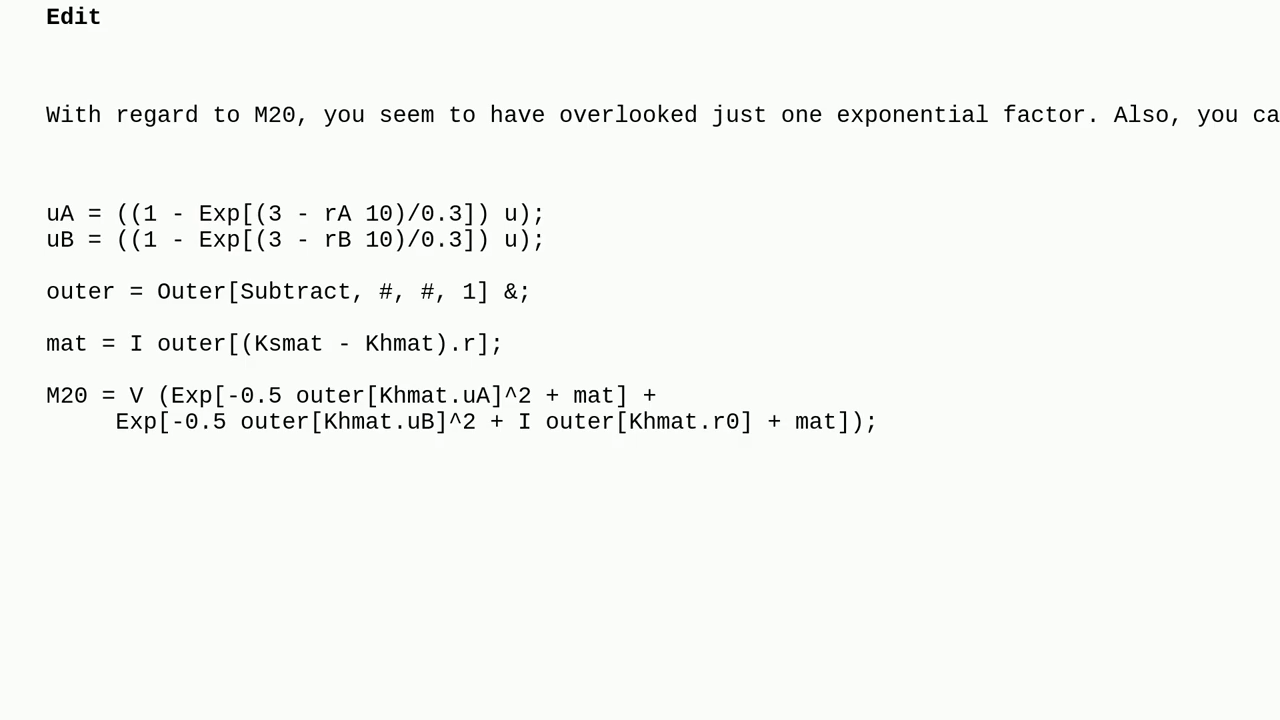 Edit
With regard to M20, you seem to have overlooked just one exponential factor. Also, you
uA = ((1 - Exp[(3 - rA 10)/0.3]) u);
uB = ((1 - Exp[(3 - rB 10)/0.3]) u);
outer = Outer[Subtract, #, #, 1] &;
mat = I outer[(Ksmat - Khmat).r];
M20 = V (Exp[-0.5 outer[Khmat.uA]^2 + mat] +
Exp[-0.5 outer[Khmat.uB]^2 + I outer[Khmat.r0] + mat]);